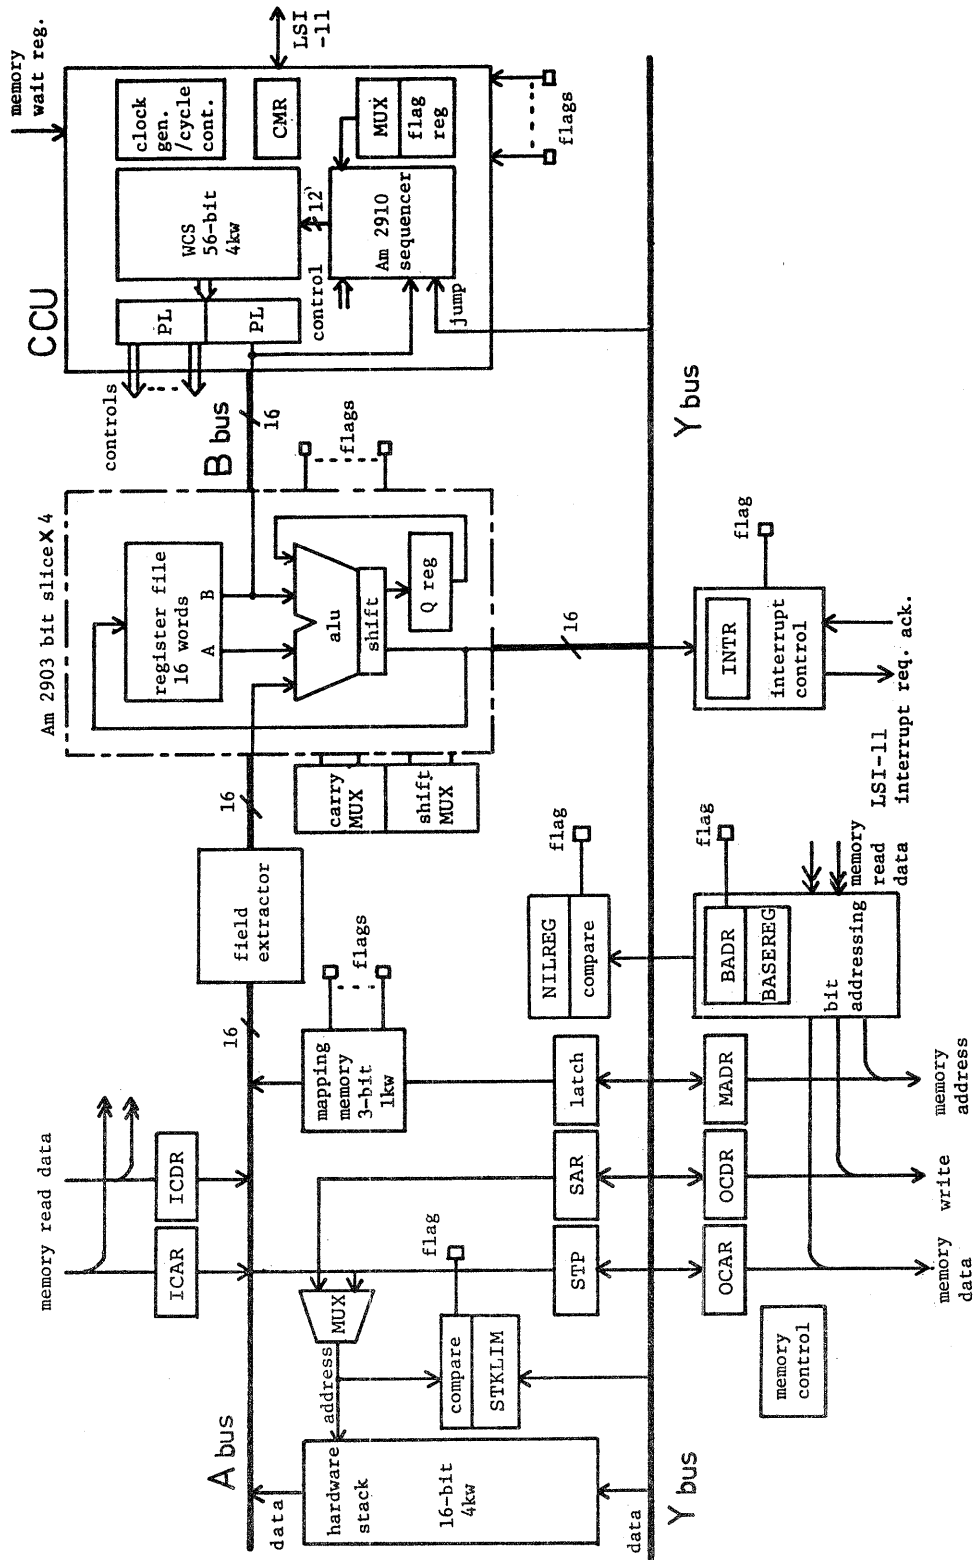 memory read data
ICAR
ICDR
A bus
data
hardware
stack
16-bit
4kw
data
address
MUX
compare
STKLIM
flag
STP
SAR
latch
mapping
memory
3-bit
1kw
flags
16
field
extractor
16
carry
MUX
shift
MUX
Am 2903 bit slice×4
register file
16 words
A
B
alu
shift
Q reg
flags
B bus
16
controls
CCU
PL
PL
WCS
56-bit
4kw
clock
gen.
/cycle
cont.
CMR
memory
wait reg.
LSI
-11
12
control
Am 2910
sequencer
MUX
flag
reg
jump
flags
16
Y bus
Y bus
NILREG
compare
flag
memory
control
OCAR
OCDR
MADR
BADR
BASEREG
bit
addressing
flag
memory
read
data
INTR
interrupt
control
flag
LSI-11
interrupt req. ack.
memory
data
write
memory
address